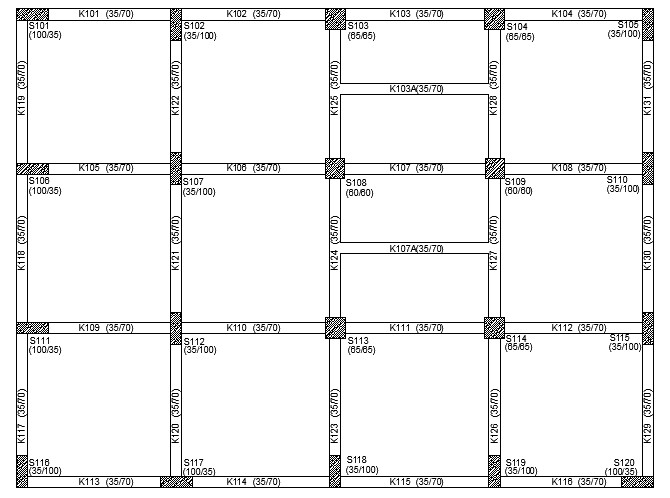 K101 (35/70)
K102 (35/70)
K103 (35/70)
K104 (35/70)
S101
(100/35)
S102
(35/100)
S103
(65/65)
S104
(65/65)
S105
(35/100)
K119 (35/70)
K122 (35/70)
K125 (35/70)
K128 (35/70)
K131 (35/70)
K103A(35/70)
K105 (35/70)
K106 (35/70)
K107 (35/70)
K108 (35/70)
S106
(100/35)
S107
(35/100)
S108
(60/60)
S109
(60/60)
S110
(35/100)
K118 (35/70)
K121 (35/70)
K124 (35/70)
K127 (35/70)
K130 (35/70)
K107A(35/70)
K109 (35/70)
K110 (35/70)
K111 (35/70)
K112 (35/70)
S111
(100/35)
S112
(35/100)
S113
(65/65)
S114
(65/65)
S115
(35/100)
K117 (35/70)
K120 (35/70)
K123 (35/70)
K126 (35/70)
K129 (35/70)
S116
(35/100)
S117
(100/35)
S118
(35/100)
S119
(35/100)
S120
(100/35)
K113 (35/70)
K114 (35/70)
K115 (35/70)
K116 (35/70)